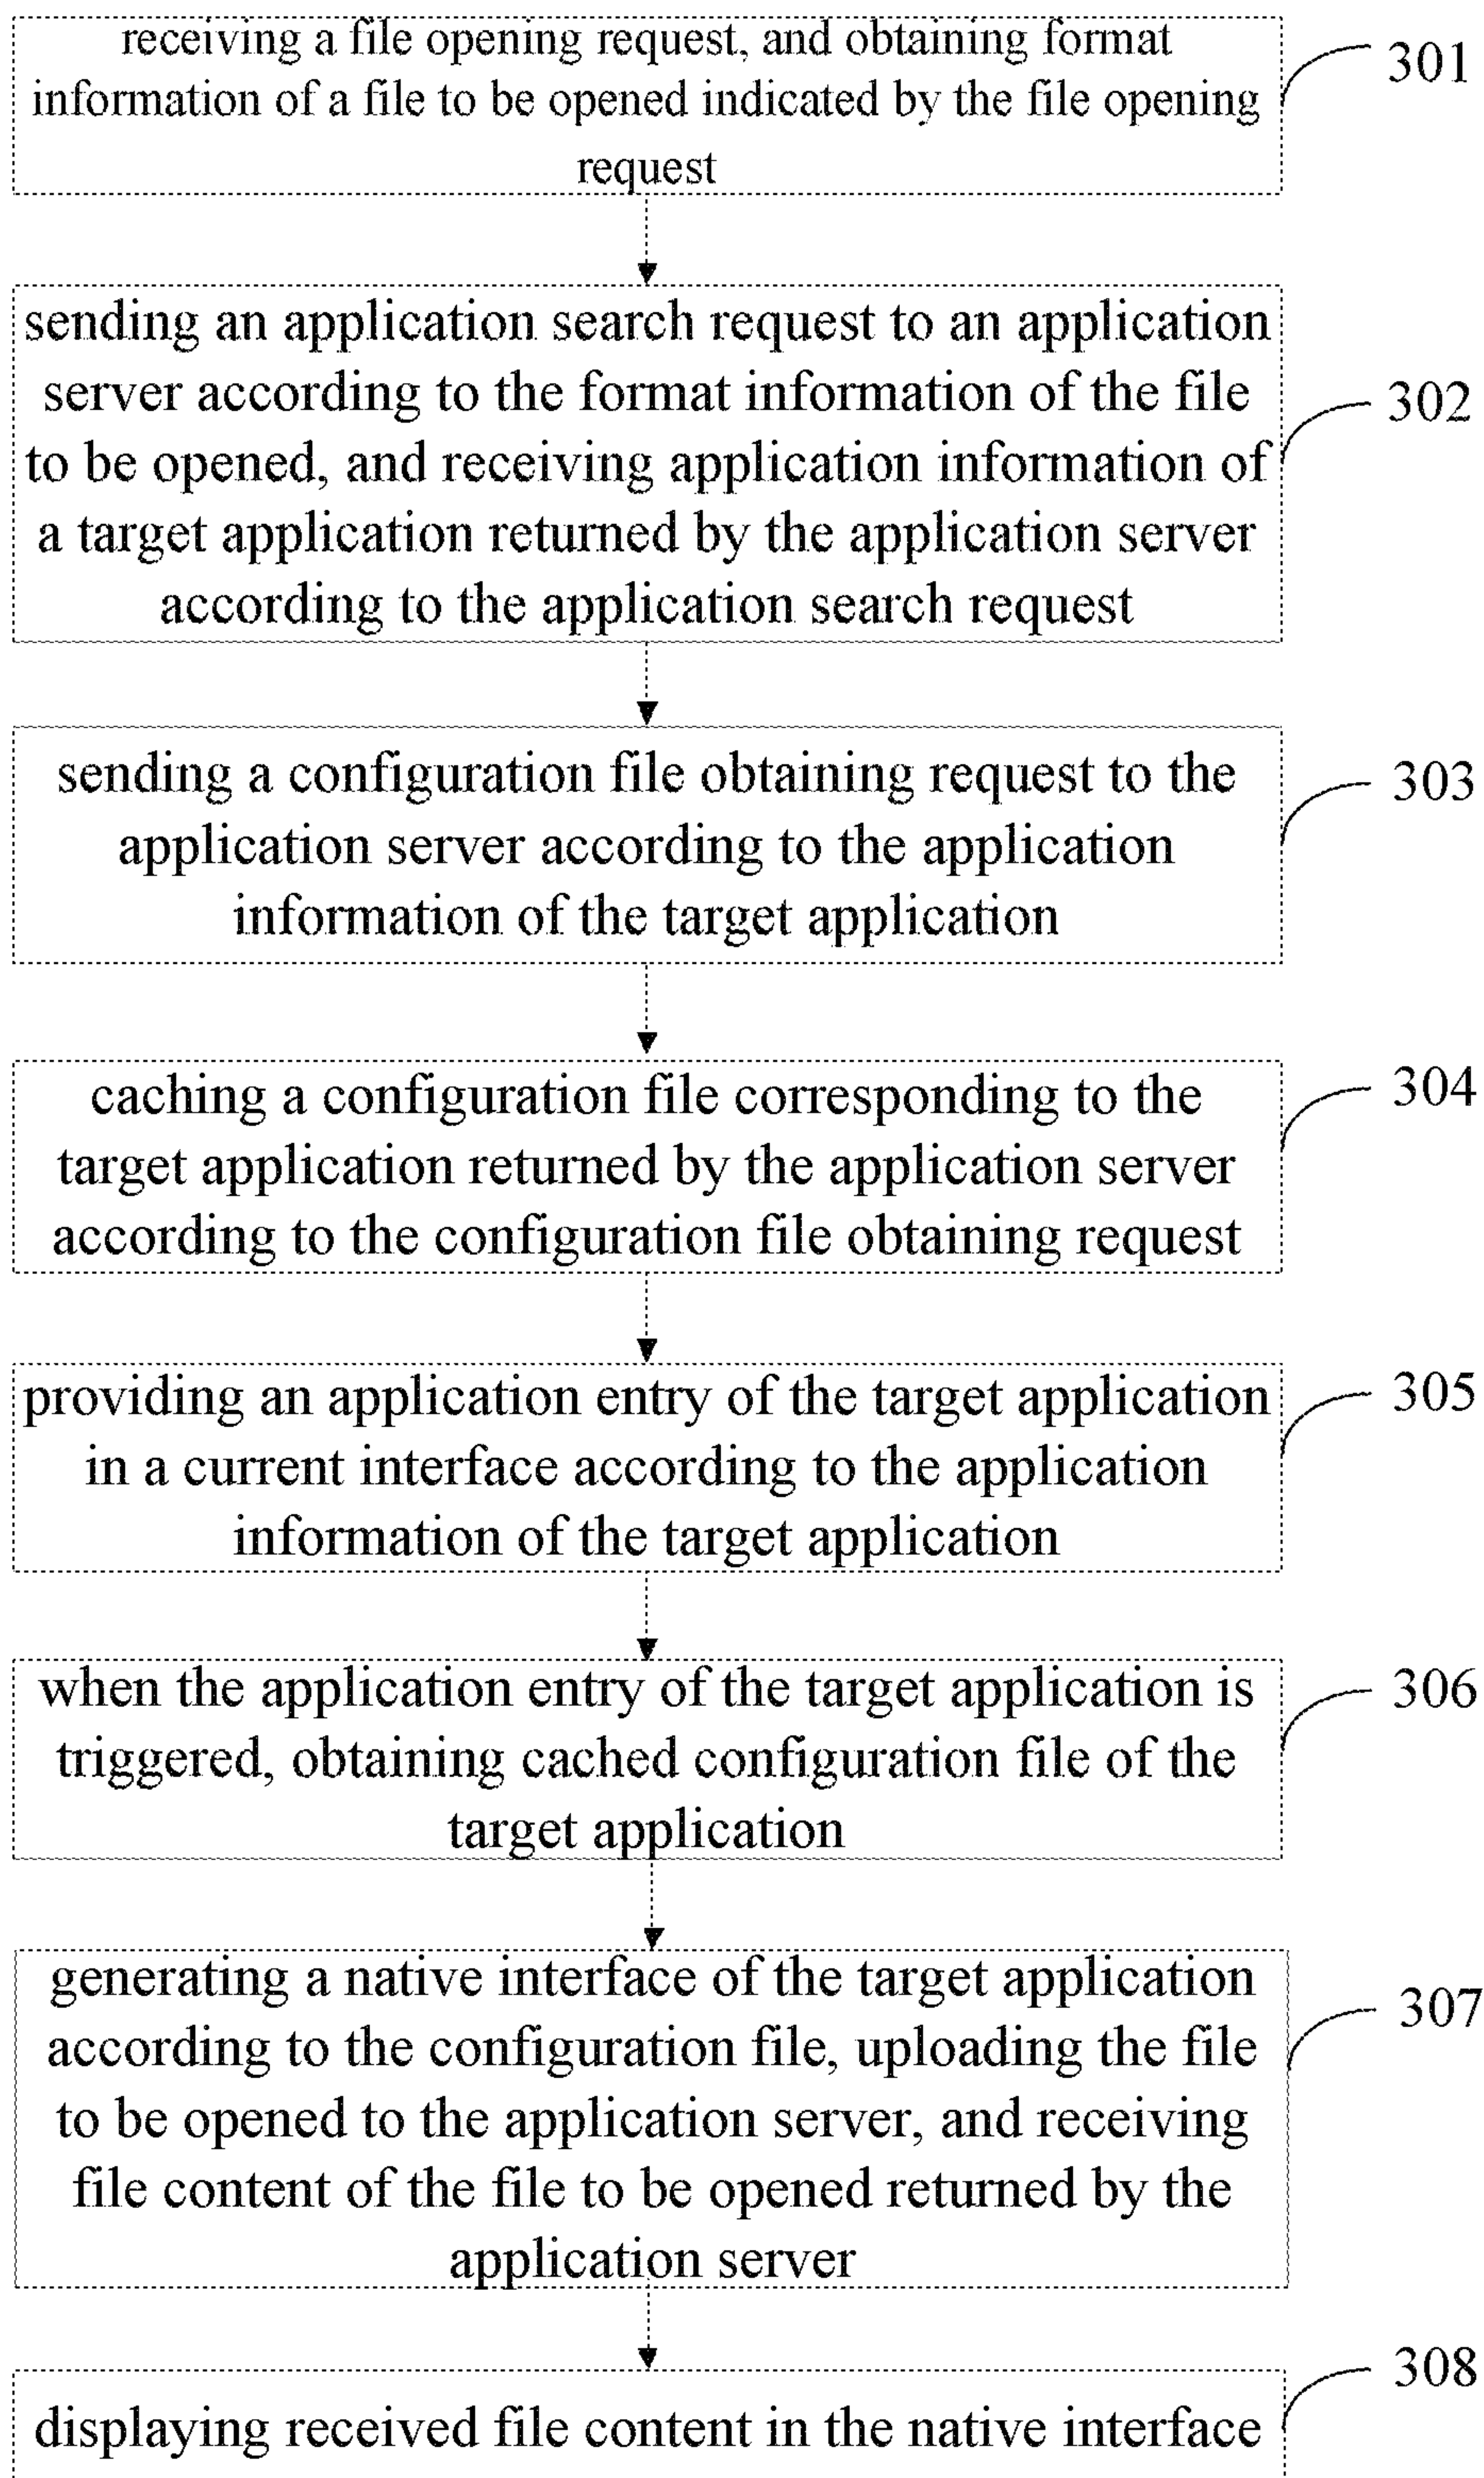 receiving a file opening request, and obtaining format
information of a file to be opened indicated by the file opening
request
301
sending an application search request to an application
server according to the format information of the file
to be opened, and receiving application information of
a target application returned by the application server
according to the application search request
302
sending a configuration file obtaining request to the
application server according to the application
information of the target application
303
caching a configuration file corresponding to the
target application returned by the application server
according to the configuration file obtaining request
304
providing an application entry of the target application
in a current interface according to the application
information of the target application
305
when the application entry of the target application is
triggered, obtaining cached configuration file of the
target application
306
generating a native interface of the target application
according to the configuration file, uploading the file
to be opened to the application server, and receiving
file content of the file to be opened returned by the
application server
307
displaying received file content in the native interface
308